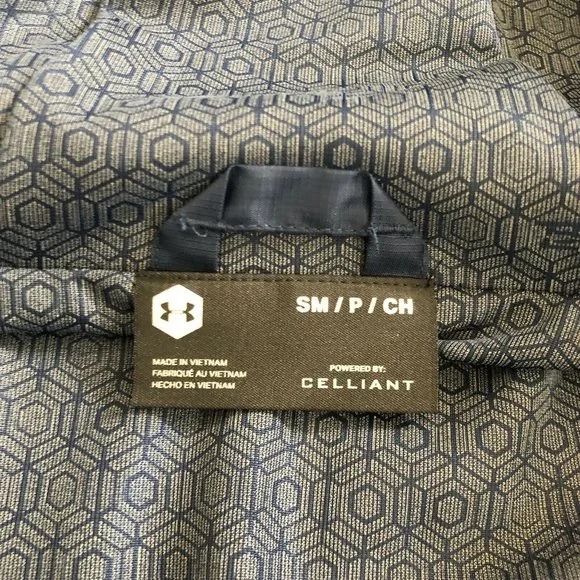 SM / P / CH
MADE IN VIETNAM
FABRIQUÉ AU VIETNAM
HECHO EN VIETNAM
POWERED BY:
CELLIANT